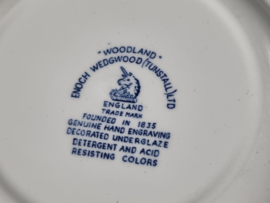 "WOODLAND"
ENOCH WEDGWOOD (TUNSTALL) LTD
ENGLAND
TRADE MARK
FOUNDED IN 1835
GENUINE HAND ENGRAVING
DECORATED UNDERGLAZE
DETERGENT AND ACID
RESISTING COLORS